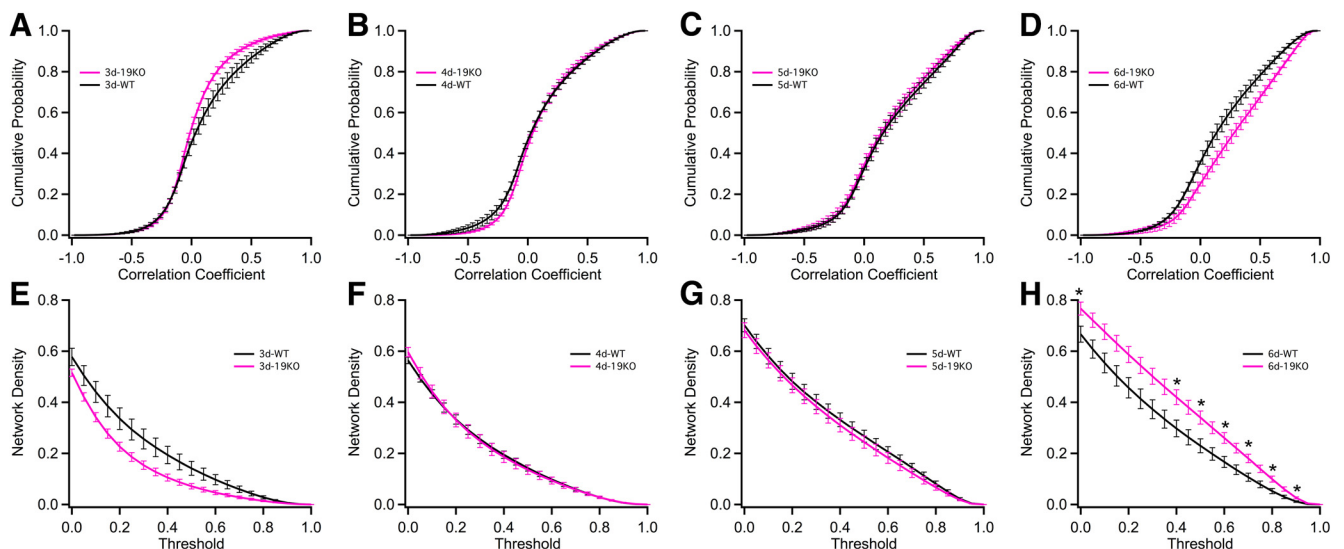 A
1.0
0.8
0.6
0.4
0.2
0.0
Cumulative Probability
3d-19KO
3d-WT
-1.0
-0.5
0.0
0.5
1.0
Correlation Coefficient
B
1.0
0.8
0.6
0.4
0.2
0.0
Cumulative Probability
4d-19KO
4d-WT
-1.0
-0.5
0.0
0.5
1.0
Correlation Coefficient
C
1.0
0.8
0.6
0.4
0.2
0.0
Cumulative Probability
5d-19KO
5d-WT
-1.0
-0.5
0.0
0.5
1.0
Correlation Coefficient
D
1.0
0.8
0.6
0.4
0.2
0.0
Cumulative Probability
6d-19KO
6d-WT
-1.0
-0.5
0.0
0.5
1.0
Correlation Coefficient
E
0.8
0.6
0.4
0.2
0.0
Network Density
3d-WT
3d-19KO
0.0
0.2
0.4
0.6
0.8
1.0
Threshold
F
0.8
0.6
0.4
0.2
0.0
Network Density
4d-WT
4d-19KO
0.0
0.2
0.4
0.6
0.8
1.0
Threshold
G
0.8
0.6
0.4
0.2
0.0
Network Density
5d-WT
5d-19KO
0.0
0.2
0.4
0.6
0.8
1.0
Threshold
H
0.8
0.6
0.4
0.2
0.0
Network Density
*
*
*
*
*
*
*
6d-WT
6d-19KO
0.0
0.2
0.4
0.6
0.8
1.0
Threshold